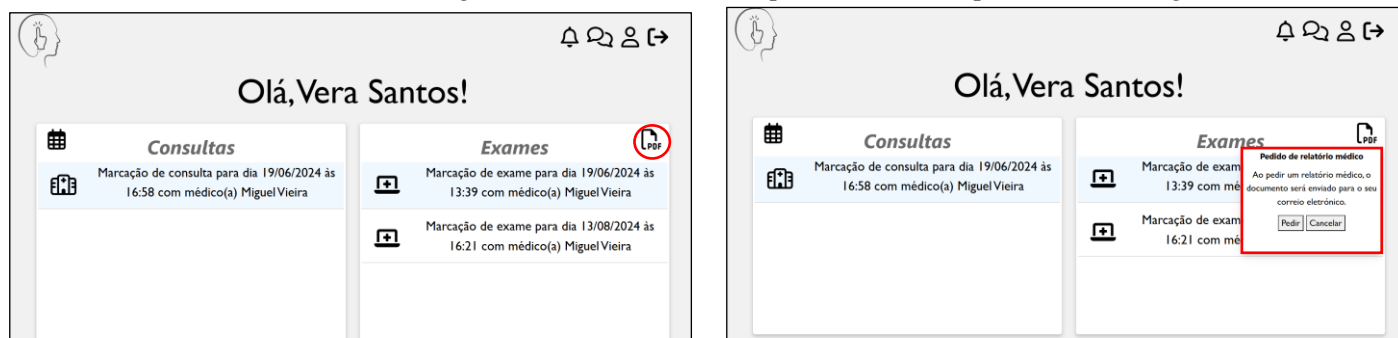 Olá, Vera Santos!
Consultas
Marcação de consulta para dia 19/06/2024 às
16:58 com médico(a) Miguel Vieira
Exames
PDF
Marcação de exame para dia 19/06/2024 às
13:39 com médico(a) Miguel Vieira
Marcação de exame para dia 13/08/2024 às
16:21 com médico(a) Miguel Vieira
Olá, Vera Santos!
Consultas
Marcação de consulta para dia 19/06/2024 às
16:58 com médico(a) Miguel Vieira
Exames
PDF
Marcação de exam
13:39 com mé
Marcação de exam
16:21 com mé
Pedido de relatório médico
Ao pedir um relatório médico, o
documento será enviado para o seu
correio eletrónico.
Pedir Cancelar